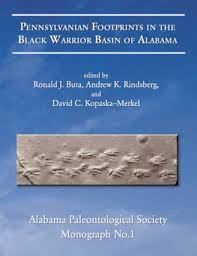 PENNSYLVANIAN FOOTPRINTS IN THE
BLACK WARRIOR BASIN OF ALABAMA
edited by
Ronald J. Buta, Andrew K. Rindsberg,
and
David C. Kopaska-Merkel
Alabama Paleontological Society
Monograph No.1